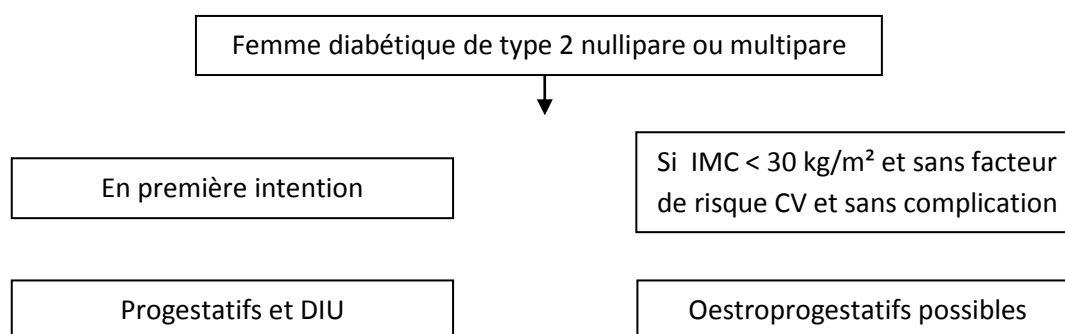 Femme diabétique de type 2 nullipare ou multipare
En première intention
Si IMC < 30 kg/m² et sans facteur
de risque CV et sans complication
Progestatifs et DIU
Oestroprogestatifs possibles